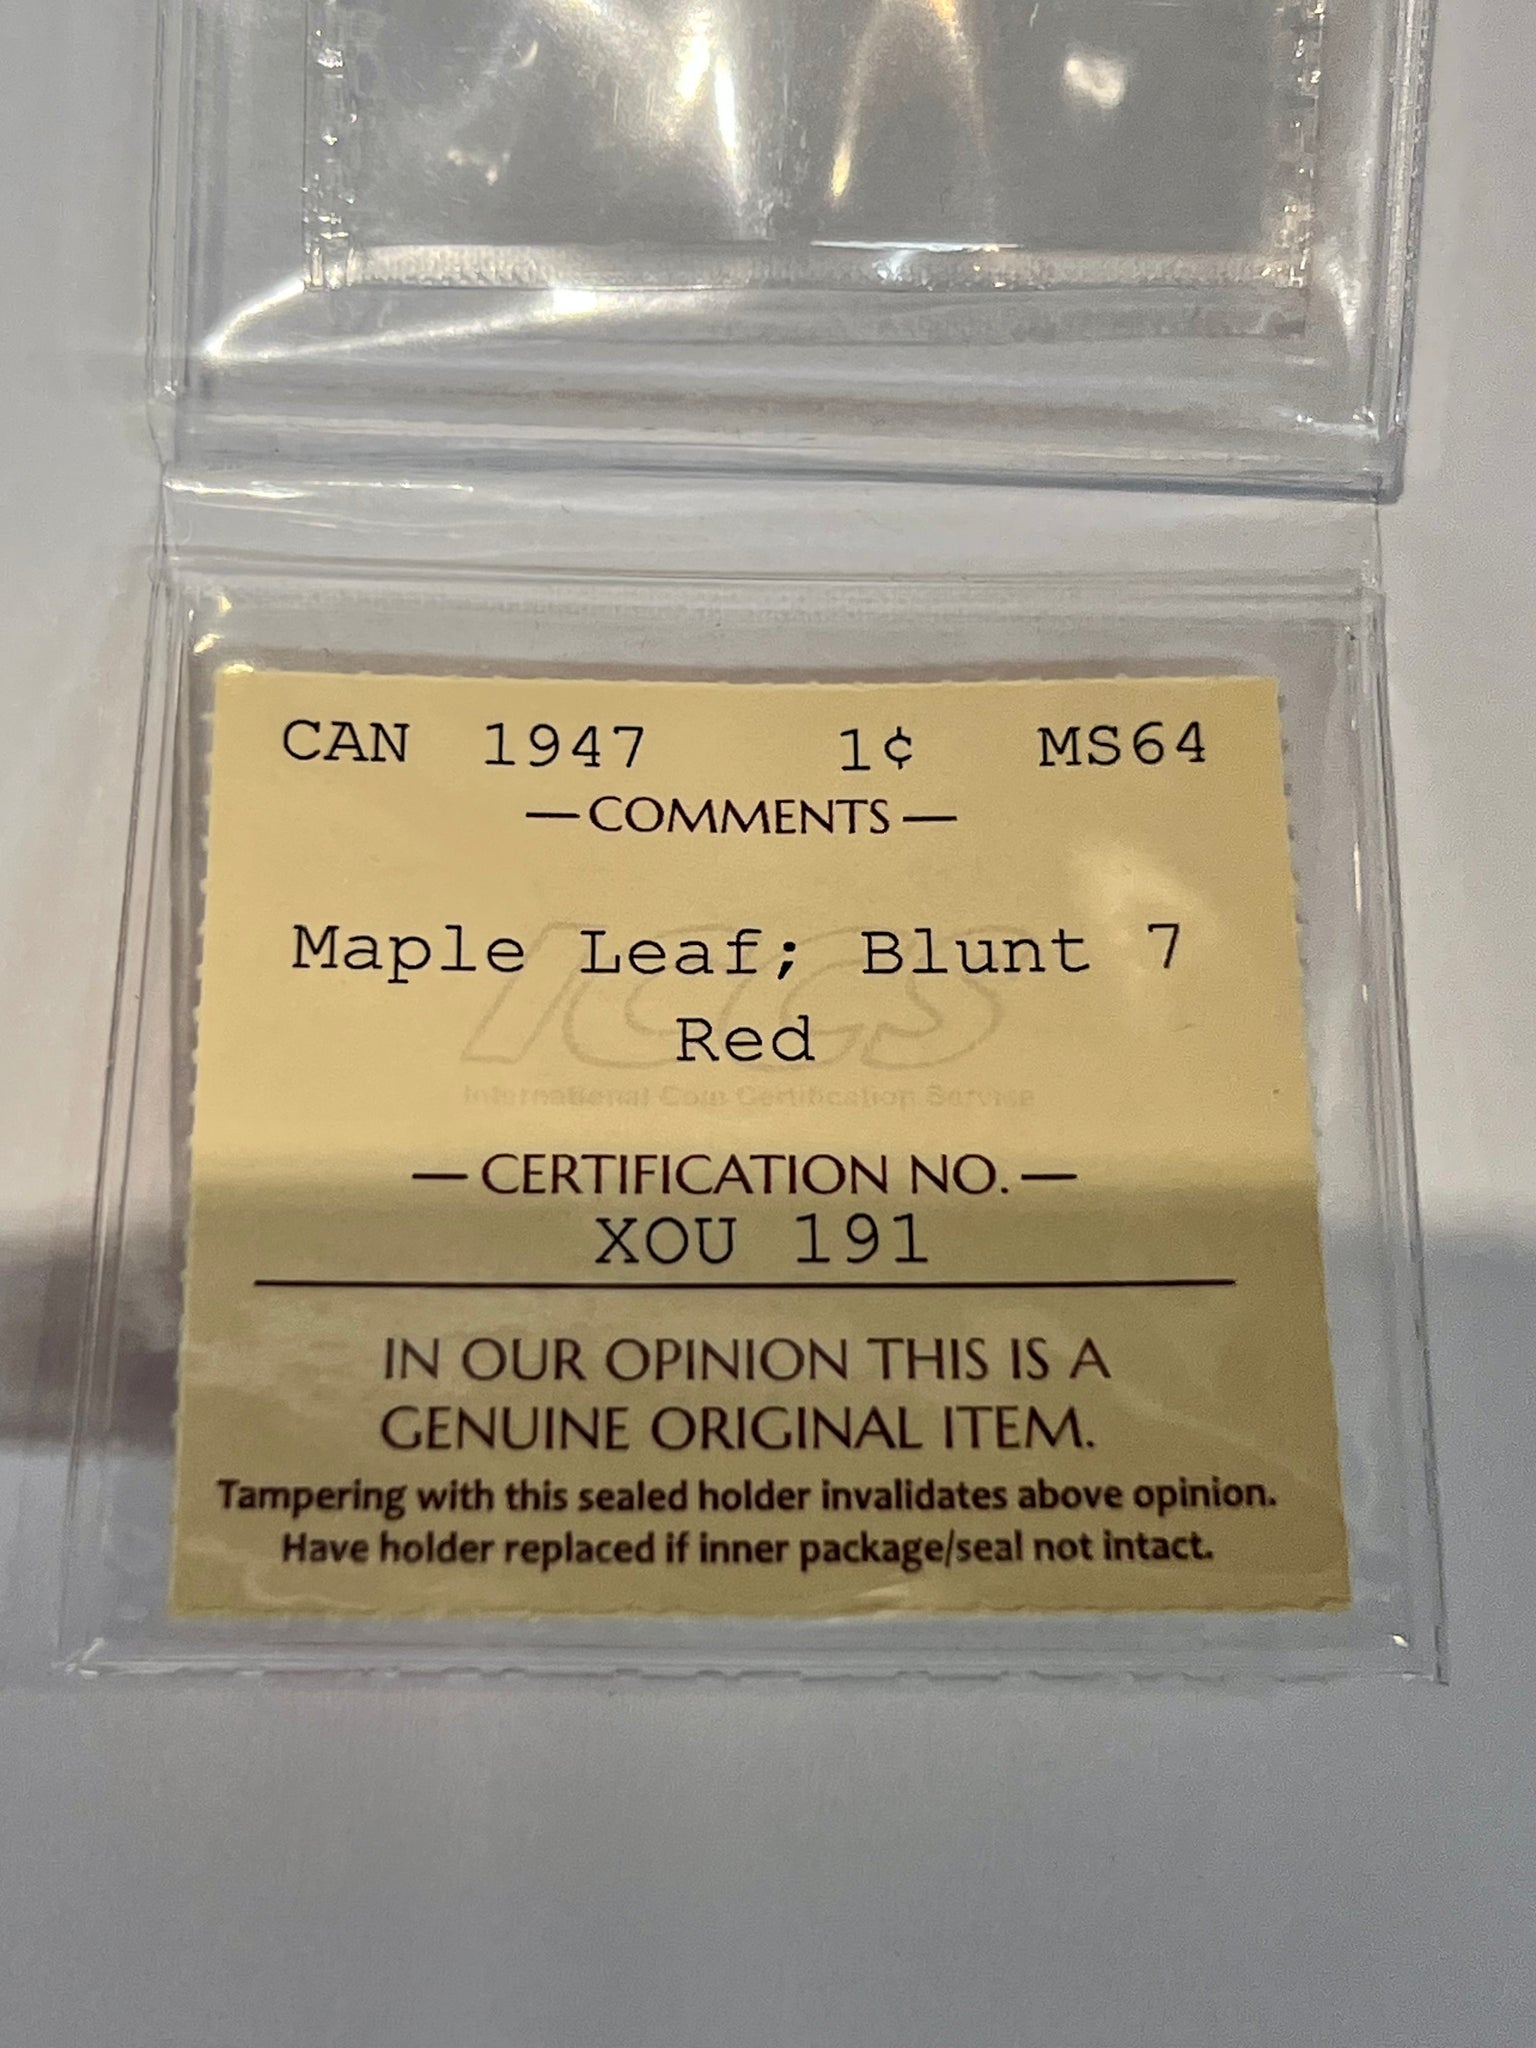 CAN 1947 1¢ MS64
— COMMENTS —
Maple Leaf; Blunt 7
Red
ICCS
International Coin Certification Service
— CERTIFICATION NO. —
XOU 191
IN OUR OPINION THIS IS A
GENUINE ORIGINAL ITEM.
Tampering with this sealed holder invalidates above opinion.
Have holder replaced if inner package/seal not intact.